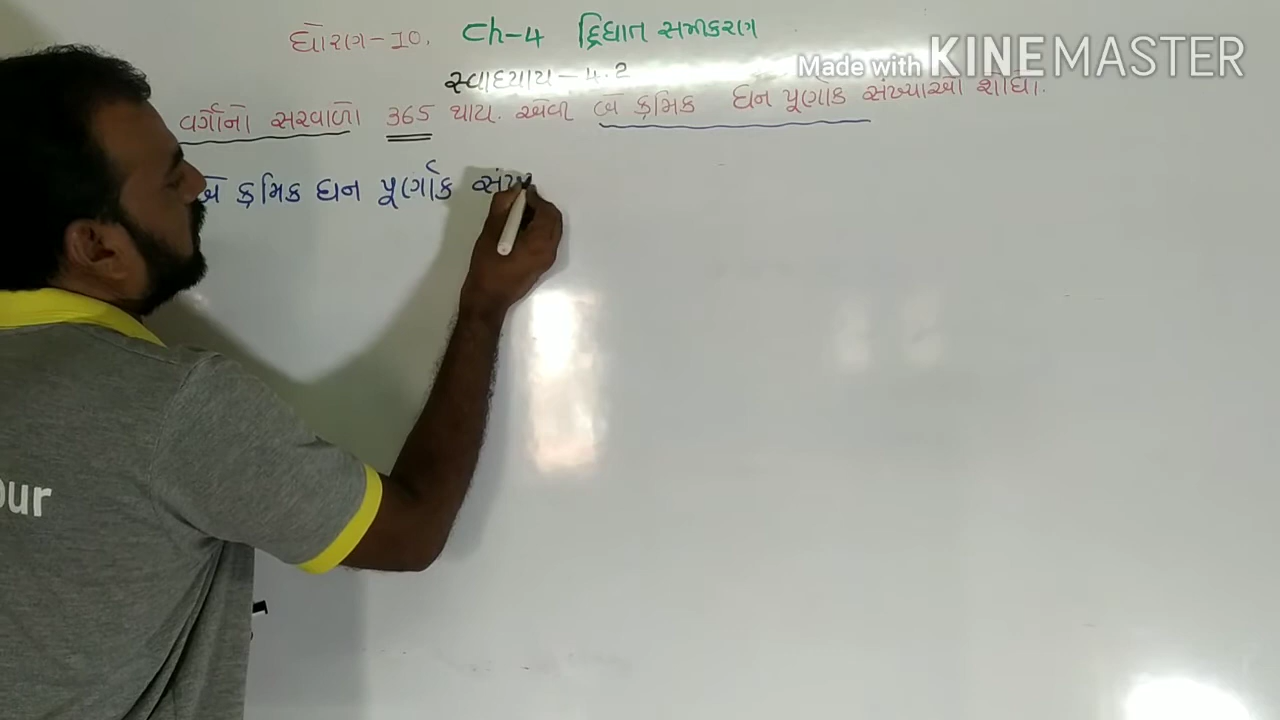 ધોરણ-10. Ch-4 દ્વિઘાત સમીકરણ
Made with KINEMASTER
સ્વાધ્યાય-4.2
વર્ગોનો સરવાળો 365 થાય. એવી બે ક્રમિક ધન પૂર્ણાંક સંખ્યાઓ શોધો.
બે ક્રમિક ધન પૂર્ણાંક
our